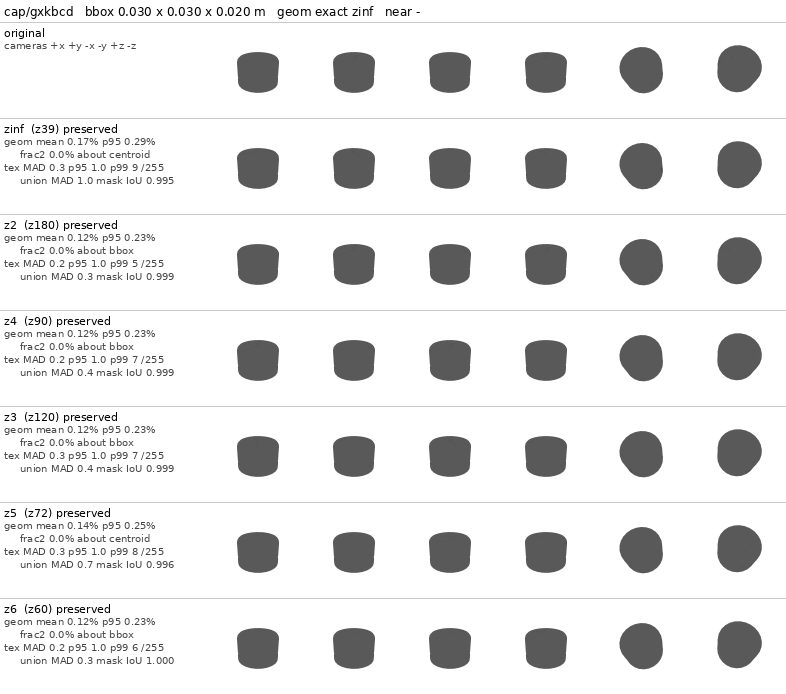 cap/gxkbcd   bbox 0.030 x 0.030 x 0.020 m   geom exact zinf   near -
original
cameras +x +y -x -y +z -z
zinf  (z39) preserved
geom mean 0.17% p95 0.29%
frac2 0.0% about centroid
tex MAD 0.3 p95 1.0 p99 9 /255
union MAD 1.0 mask IoU 0.995
z2  (z180) preserved
geom mean 0.12% p95 0.23%
frac2 0.0% about bbox
tex MAD 0.2 p95 1.0 p99 5 /255
union MAD 0.3 mask IoU 0.999
z4  (z90) preserved
geom mean 0.12% p95 0.23%
frac2 0.0% about bbox
tex MAD 0.2 p95 1.0 p99 7 /255
union MAD 0.4 mask IoU 0.999
z3  (z120) preserved
geom mean 0.12% p95 0.23%
frac2 0.0% about bbox
tex MAD 0.3 p95 1.0 p99 7 /255
union MAD 0.4 mask IoU 0.999
z5  (z72) preserved
geom mean 0.14% p95 0.25%
frac2 0.0% about centroid
tex MAD 0.3 p95 1.0 p99 8 /255
union MAD 0.7 mask IoU 0.996
z6  (z60) preserved
geom mean 0.12% p95 0.23%
frac2 0.0% about bbox
tex MAD 0.2 p95 1.0 p99 6 /255
union MAD 0.3 mask IoU 1.000